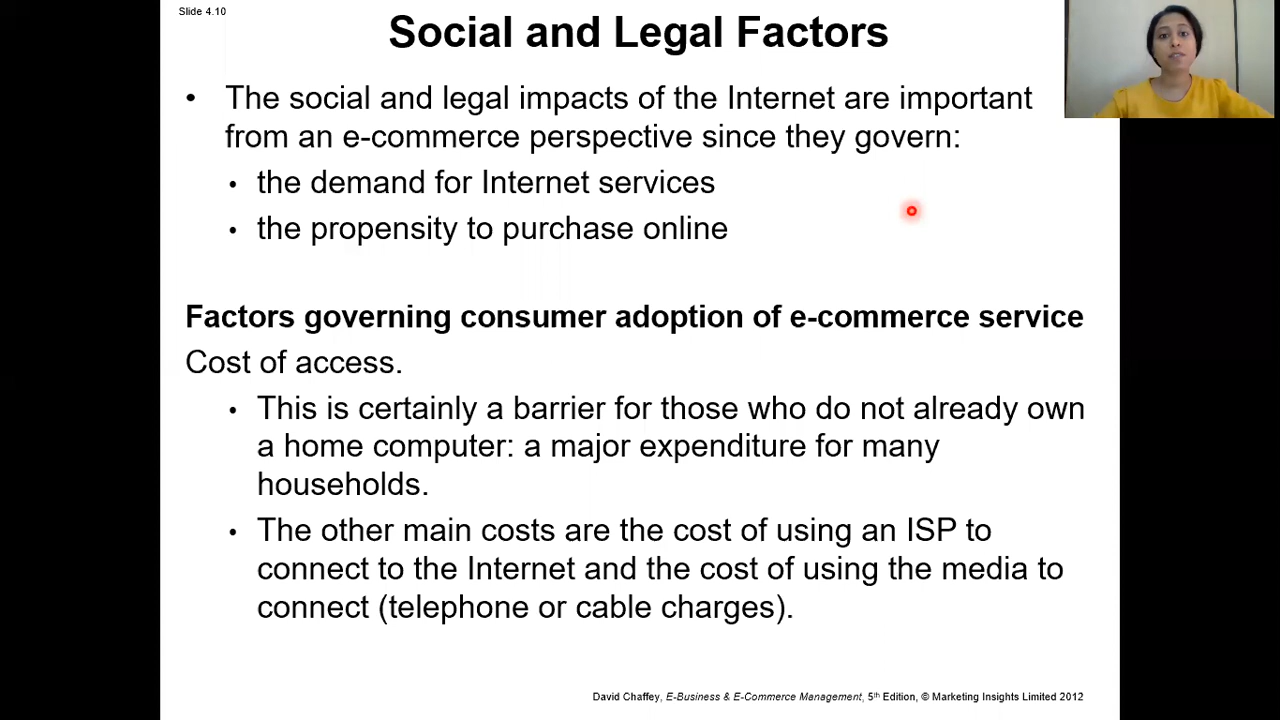 Slide 4.10
Social and Legal Factors
• The social and legal impacts of the Internet are important
from an e-commerce perspective since they govern:
• the demand for Internet services
• the propensity to purchase online
Factors governing consumer adoption of e-commerce service
Cost of access.
• This is certainly a barrier for those who do not already own
a home computer: a major expenditure for many
households.
• The other main costs are the cost of using an ISP to
connect to the Internet and the cost of using the media to
connect (telephone or cable charges).
David Chaffey, E-Business & E-Commerce Management, 5th Edition, © Marketing Insights Limited 2012